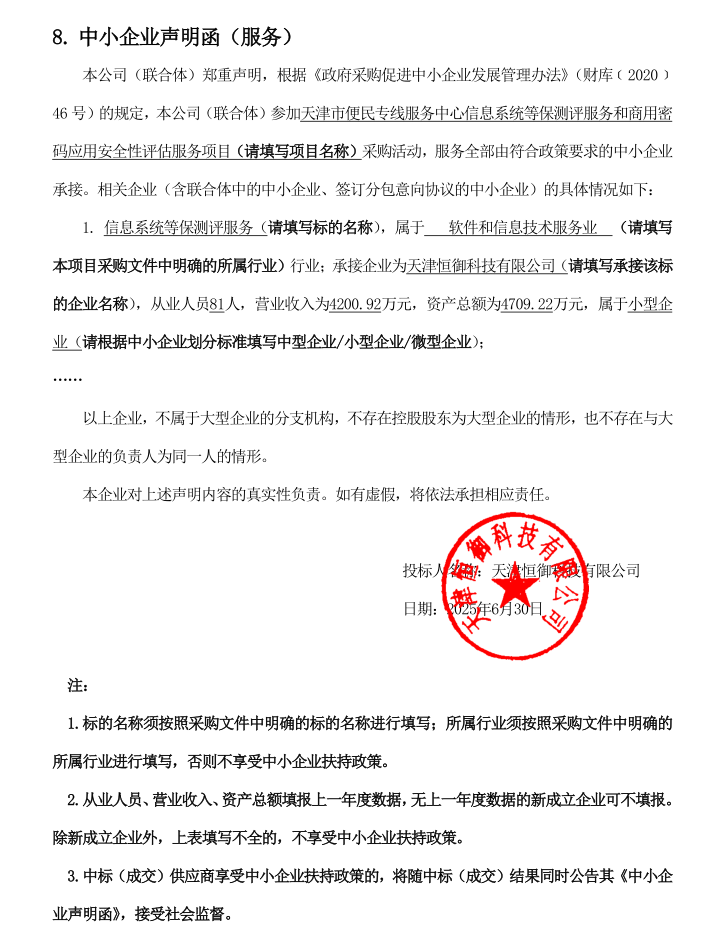 8. 中小企业声明函（服务）
本公司（联合体）郑重声明，根据《政府采购促进中小企业发展管理办法》（财库﹝2020﹞
46号）的规定，本公司（联合体）参加天津市便民专线服务中心信息系统等保测评服务和商用密
码应用安全性评估服务项目（请填写项目名称）采购活动，服务全部由符合政策要求的中小企业
承接。相关企业（含联合体中的中小企业、签订分包意向协议的中小企业）的具体情况如下：
1. 信息系统等保测评服务（请填写标的名称），属于 软件和信息技术服务业 （请填写
本项目采购文件中明确的所属行业）行业；承接企业为天津恒御科技有限公司（请填写承接该标
的企业名称），从业人员81人，营业收入为4200.92万元，资产总额为4709.22万元，属于小型企
业（请根据中小企业划分标准填写中型企业/小型企业/微型企业）；
……
以上企业，不属于大型企业的分支机构，不存在控股股东为大型企业的情形，也不存在与大
型企业的负责人为同一人的情形。
本企业对上述声明内容的真实性负责。如有虚假，将依法承担相应责任。
投标人名称：天津恒御科技有限公司
日期：2025年6月30日
天津恒御科技有限公司
注：
1.标的名称须按照采购文件中明确的标的名称进行填写；所属行业须按照采购文件中明确的
所属行业进行填写，否则不享受中小企业扶持政策。
2.从业人员、营业收入、资产总额填报上一年度数据，无上一年度数据的新成立企业可不填报。
除新成立企业外，上表填写不全的，不享受中小企业扶持政策。
3.中标（成交）供应商享受中小企业扶持政策的，将随中标（成交）结果同时公告其《中小企
业声明函》，接受社会监督。